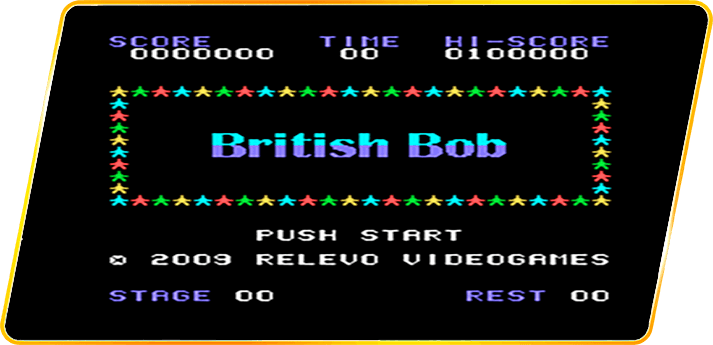 SCORE TIME HI-SCORE
0000000 00 0100000
British Bob
PUSH START
© 2009 RELEVO VIDEOGAMES
STAGE 00 REST 00